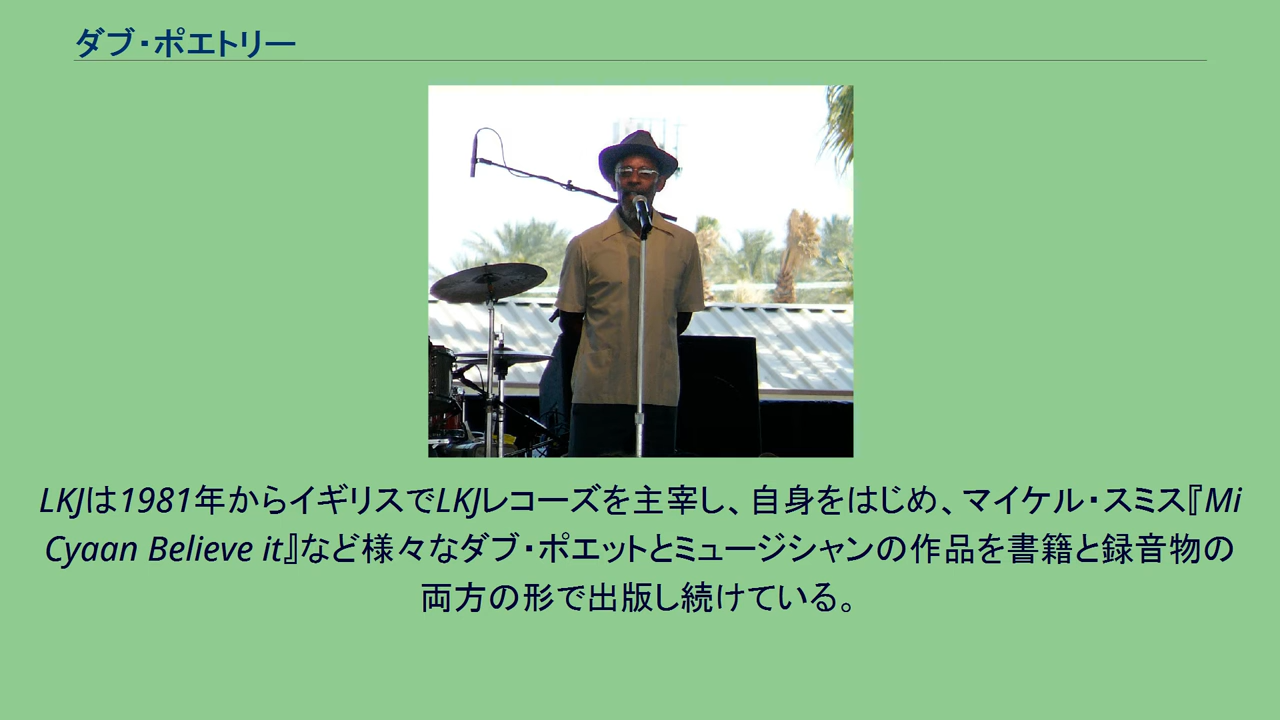 ダブ・ポエトリー
LKJは1981年からイギリスでLKJレコーズを主宰し、自身をはじめ、マイケル・スミス『Mi
Cyaan Believe it』など様々なダブ・ポエットとミュージシャンの作品を書籍と録音物の
両方の形で出版し続けている。